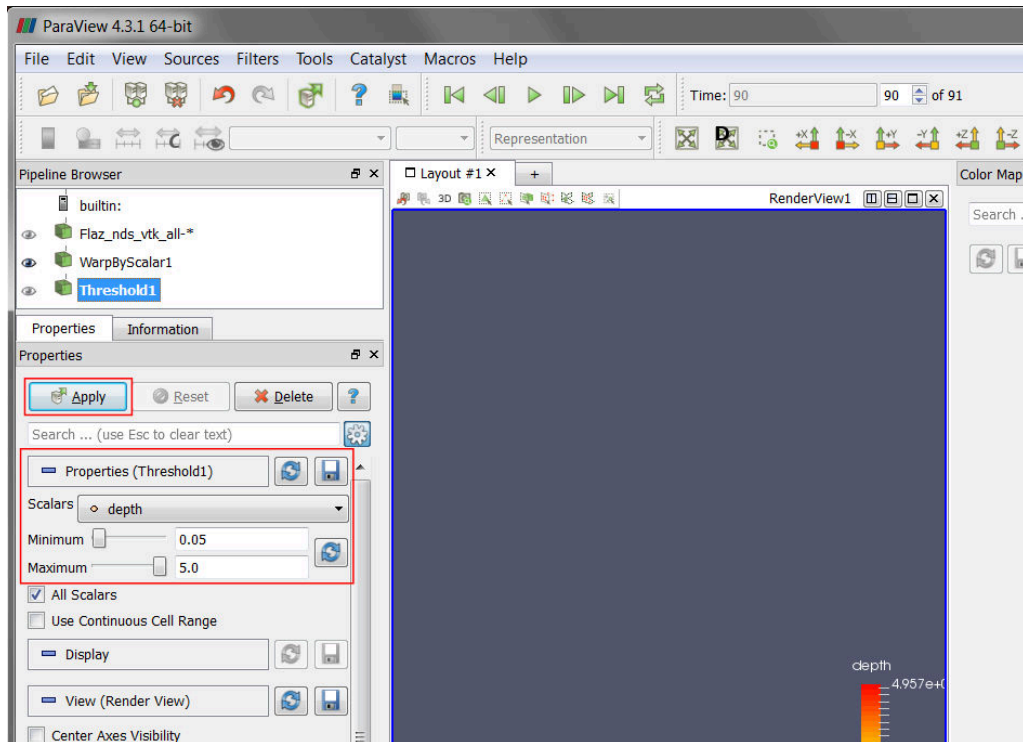 ParaView 4.3.1 64-bit
File Edit View Sources Filters Tools Catalyst Macros Help
Time: 90 90 of 91
Representation
Pipeline Browser
Layout #1
Color Map
3D
RenderView1
Search .
builtin:
Flaz_nds_vtk_all-*
WarpByScalar1
Threshold1
Properties Information
Properties
Apply Reset Delete ?
Search ... (use Esc to clear text)
Properties (Threshold1)
Scalars depth
Minimum 0.05
Maximum 5.0
All Scalars
Use Continuous Cell Range
Display
depth
4.957e+0
View (Render View)
Center Axes Visibility